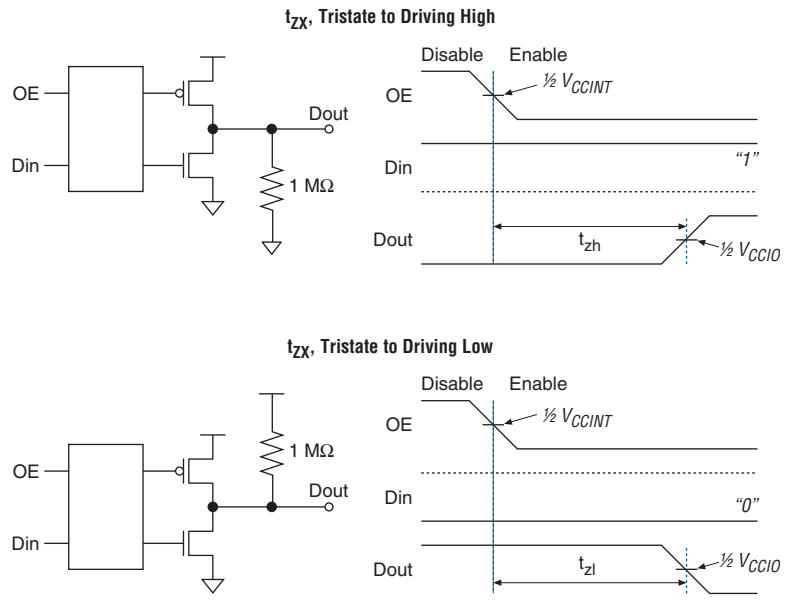 tZX, Tristate to Driving High
Disable Enable
OE
½ VCCINT
OE
Dout
Din
1 MΩ
Din
"1"
Dout
tzh
½ VCCIO
tZX, Tristate to Driving Low
Disable Enable
OE
½ VCCINT
1 MΩ
OE
Dout
Din
"0"
Din
Dout
tzl
½ VCCIO